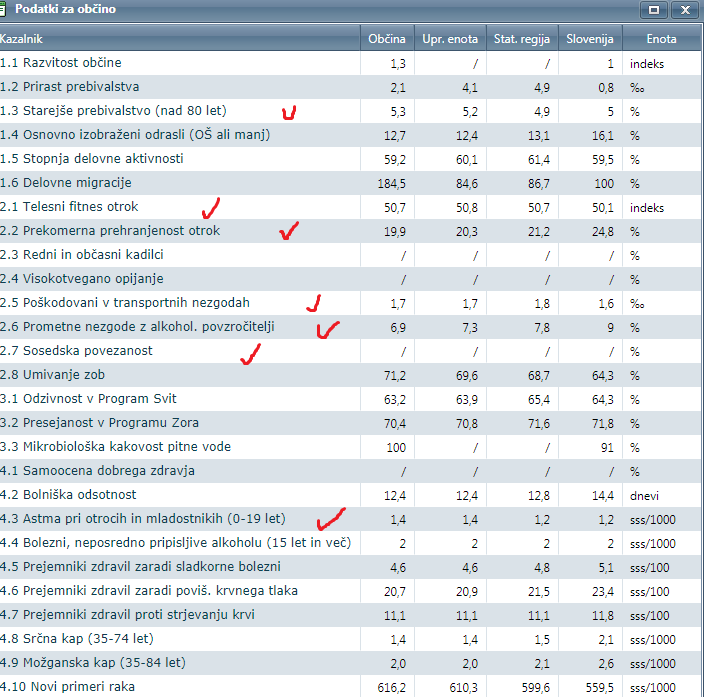 Podatki za občino
Kazalnik Občina Upr. enota Stat. regija Slovenija Enota
1.1 Razvitost občine 1,3 / / 1 indeks
1.2 Prirast prebivalstva 2,1 4,1 4,9 0,8 ‰
1.3 Starejše prebivalstvo (nad 80 let) 5,3 5,2 4,9 5 %
1.4 Osnovno izobraženi odrasli (OŠ ali manj) 12,7 12,4 13,1 16,1 %
1.5 Stopnja delovne aktivnosti 59,2 60,1 61,4 59,5 %
1.6 Delovne migracije 184,5 84,6 86,7 100 %
2.1 Telesni fitnes otrok 50,7 50,8 50,7 50,1 indeks
2.2 Prekomerna prehranjenost otrok 19,9 20,3 21,2 24,8 %
2.3 Redni in občasni kadilci / / / / %
2.4 Visokotvegano opijanje / / / / %
2.5 Poškodovani v transportnih nezgodah 1,7 1,7 1,8 1,6 ‰
2.6 Prometne nezgode z alkohol. povzročitelji 6,9 7,3 7,8 9 %
2.7 Sosedska povezanost / / / / %
2.8 Umivanje zob 71,2 69,6 68,7 64,3 %
3.1 Odzivnost v Program Svit 63,2 63,9 65,4 64,3 %
3.2 Presejanost v Programu Zora 70,4 70,8 71,6 71,8 %
3.3 Mikrobiološka kakovost pitne vode 100 / / 91 %
4.1 Samoocena dobrega zdravja / / / / %
4.2 Bolniška odsotnost 12,4 12,4 12,8 14,4 dnevi
4.3 Astma pri otrocih in mladostnikih (0-19 let) 1,4 1,4 1,2 1,2 sss/1000
4.4 Bolezni, neposredno pripisljive alkoholu (15 let in več) 2 2 2 2 sss/1000
4.5 Prejemniki zdravil zaradi sladkorne bolezni 4,6 4,6 4,8 5,1 sss/100
4.6 Prejemniki zdravil zaradi poviš. krvnega tlaka 20,7 20,9 21,5 23,4 sss/100
4.7 Prejemniki zdravil proti strjevanju krvi 11,1 11,1 11,1 11,8 sss/100
4.8 Srčna kap (35-74 let) 1,4 1,4 1,5 2,1 sss/1000
4.9 Možganska kap (35-84 let) 2,0 2,0 2,1 2,6 sss/1000
4.10 Novi primeri raka 616,2 610,3 599,6 559,5 sss/1000